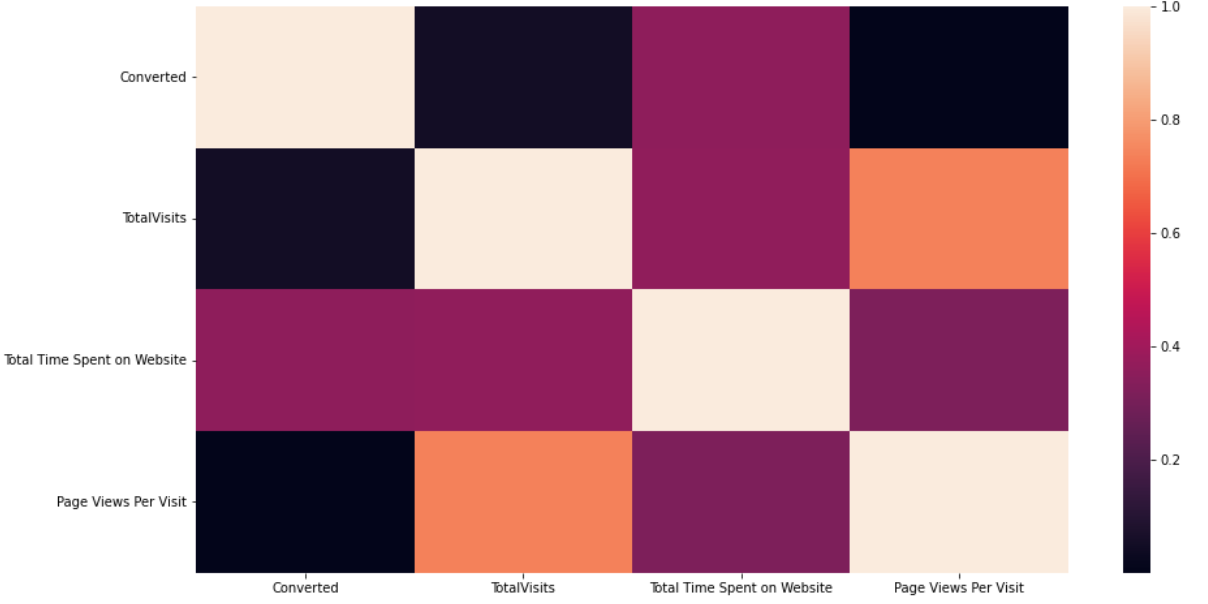 1.0
Converted
0.8
TotalVisits
0.6
Total Time Spent on Website
0.4
0.2
Page Views Per Visit
Converted TotalVisits Total Time Spent on Website Page Views Per Visit